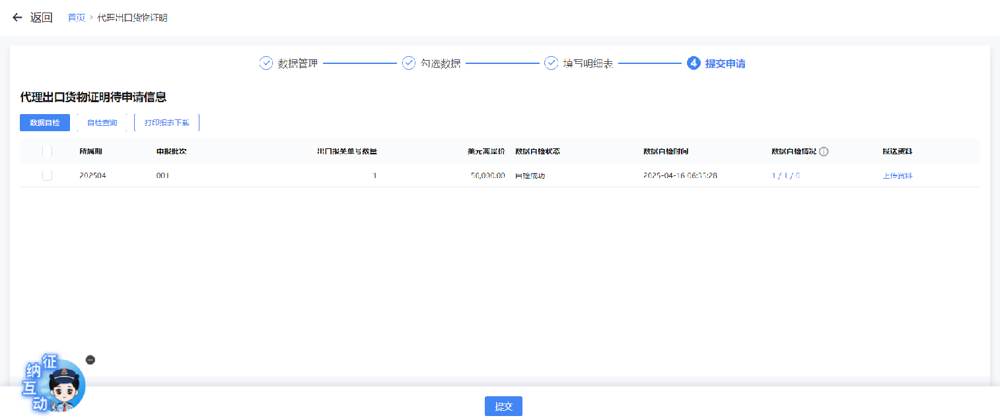 返回 首页 > 代理出口货物证明
数据管理 勾选数据 填写明细表 4 提交申请
代理出口货物证明待申请信息
数据自检 自检查询 打印报表下载
所属期 申报批次 出口报关单号数量 美元离岸价 数据自检状态 数据自检时间 数据自检情况 报送资料
202504 001 1 50,000.00 自检成功 2025-04-16 06:35:28 1 / 1 / 0 上传资料
征纳互动
提交